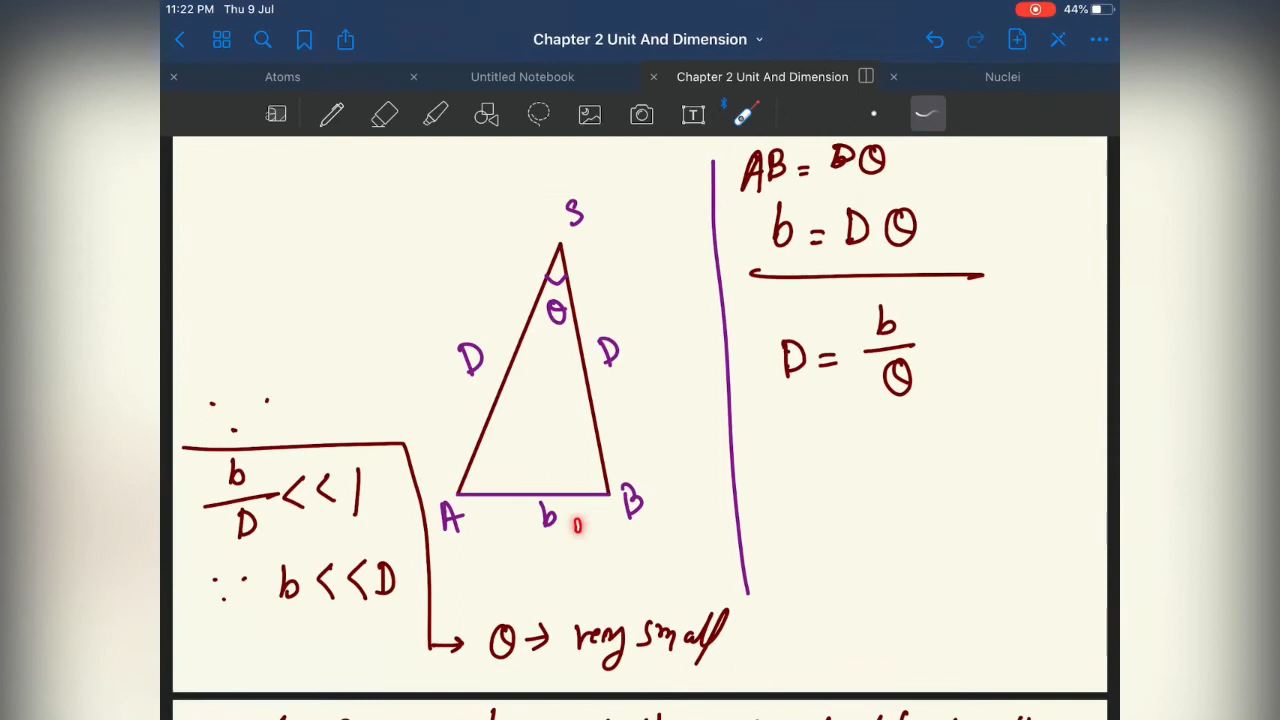 11:22 PM Thu 9 Jul
44%
Chapter 2 Unit And Dimension
Atoms
Untitled Notebook
Chapter 2 Unit And Dimension
Nuclei
T
S
θ
D
D
A
b
B
b/D << 1
∵ b << D
θ → very small
AB = Dθ
b = D θ
D = b/θ